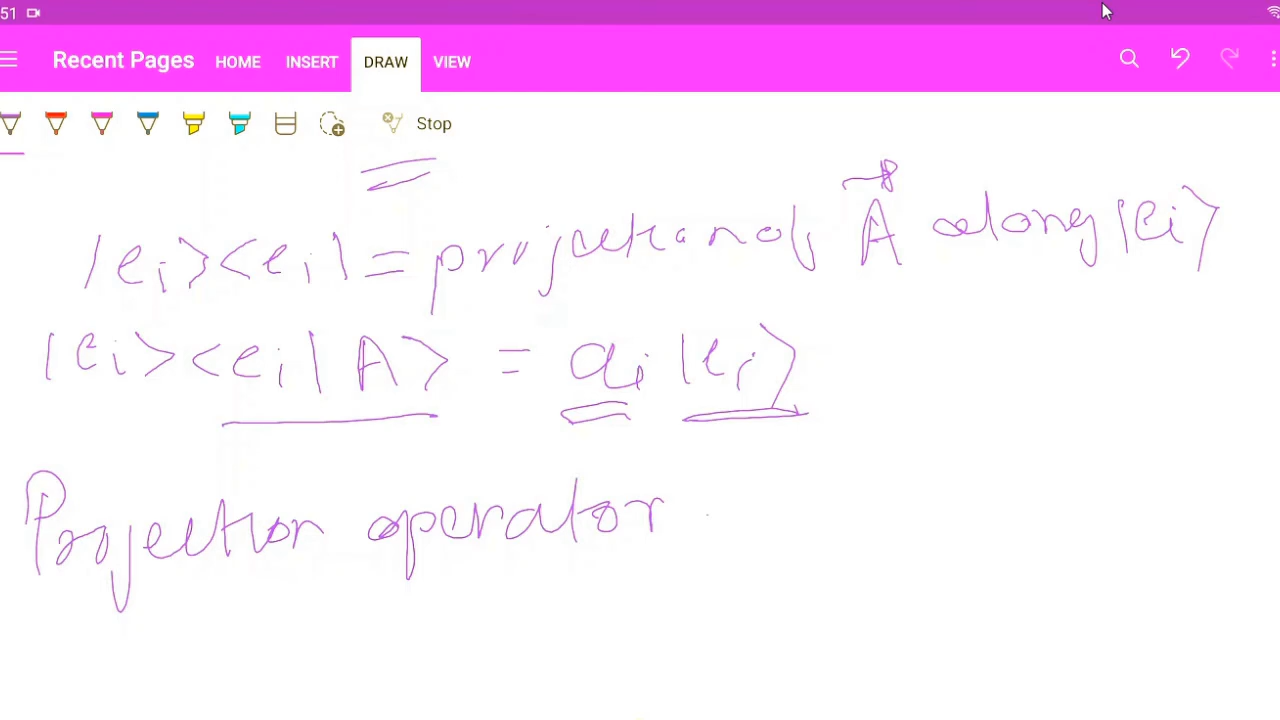 51
Recent Pages HOME INSERT DRAW VIEW
Stop
|ei><ei| = projection of A⃗ along |ei>
|ei><ei|A> = ai |ei>
Projection operator